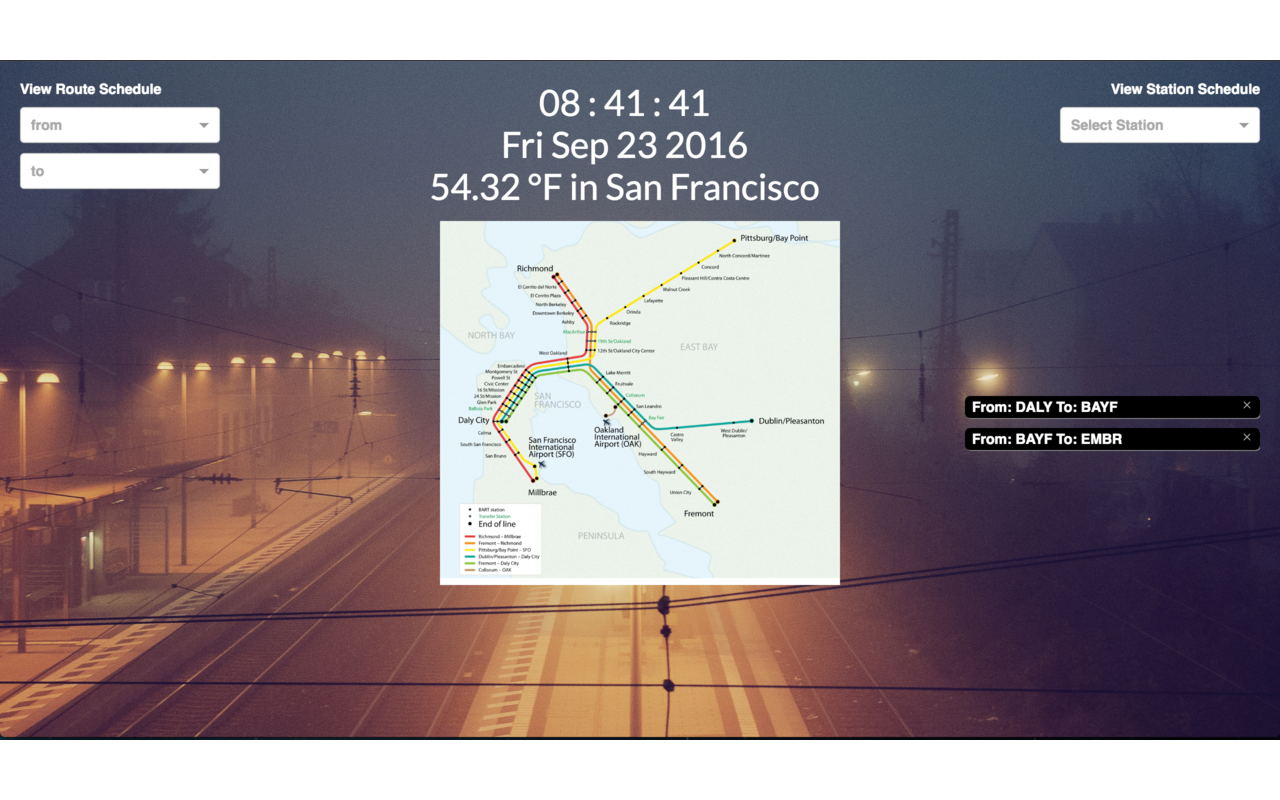 View Route Schedule
from
to
08 : 41 : 41
Fri Sep 23 2016
54.32 °F in San Francisco
View Station Schedule
Select Station
From: DALY To: BAYF
From: BAYF To: EMBR
Pittsburg/Bay Point
North Concord/Martinez
Concord
Pleasant Hill/Contra Costa Centre
Walnut Creek
Lafayette
Orinda
Rockridge
Richmond
El Cerrito del Norte
El Cerrito Plaza
North Berkeley
Downtown Berkeley
Ashby
MacArthur
19th St/Oakland
12th St/Oakland City Center
NORTH BAY
EAST BAY
West Oakland
Embarcadero
Montgomery St
Powell St
Civic Center
16 St/Mission
24 St/Mission
Glen Park
Balboa Park
Daly City
Colma
South San Francisco
San Bruno
SAN
FRANCISCO
Lake Merritt
Fruitvale
Coliseum
San Leandro
Bay Fair
Oakland
International
Airport (OAK)
San Francisco
International
Airport (SFO)
Millbrae
Castro
Valley
West Dublin/
Pleasanton
Dublin/Pleasanton
Hayward
South Hayward
Union City
Fremont
PENINSULA
BART station
Transfer Station
End of line
Richmond – Millbrae
Fremont – Richmond
Pittsburg/Bay Point – SFO
Dublin/Pleasanton – Daly City
Fremont – Daly City
Coliseum – OAK